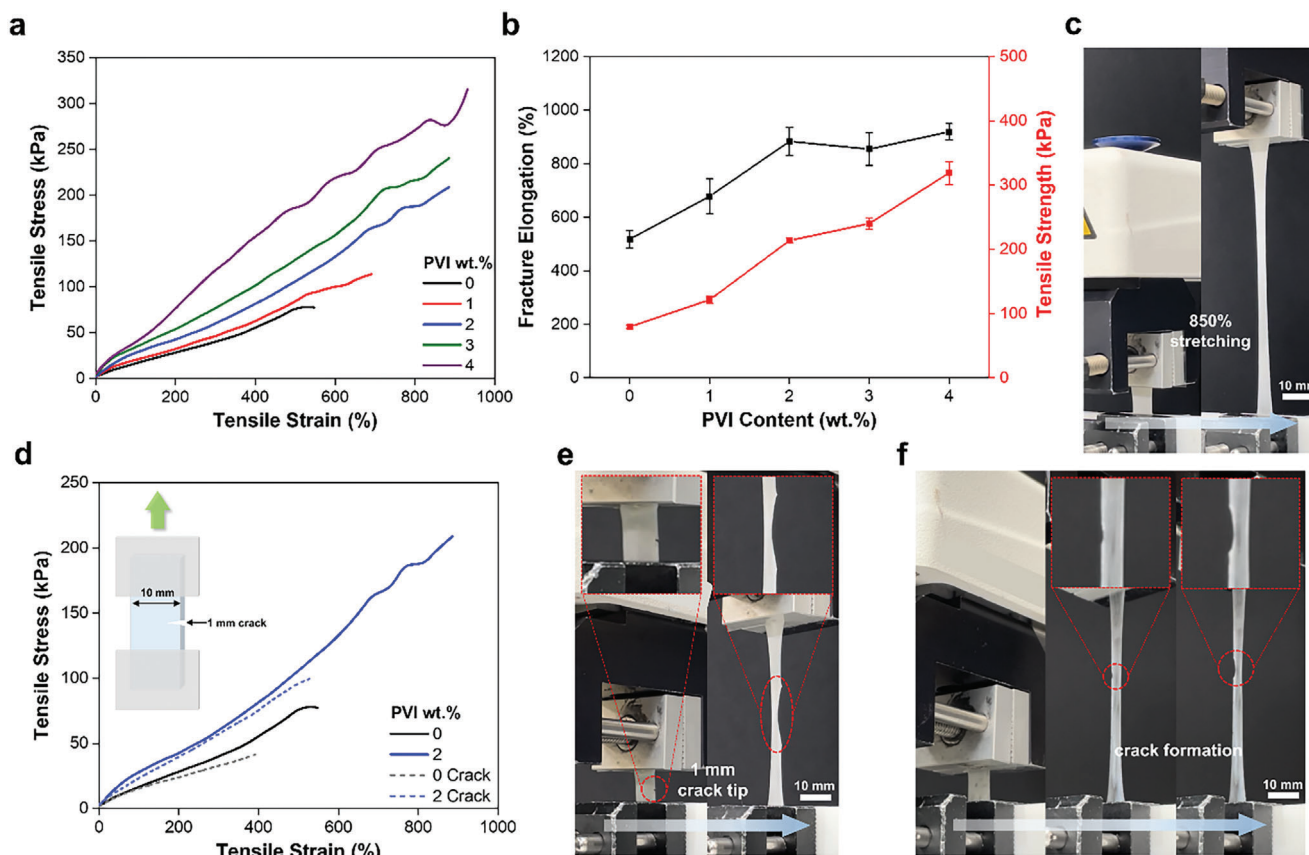 a
350
300
250
200
150
100
50
0
Tensile Stress (kPa)
0 200 400 600 800 1000
Tensile Strain (%)
PVI wt.%
0
1
2
3
4
b
1200
1000
800
600
400
200
0
Fracture Elongation (%)
500
400
300
200
100
0
Tensile Strength (kPa)
0 1 2 3 4
PVI Content (wt.%)
c
850%
stretching
10 mm
d
250
200
150
100
50
0
Tensile Stress (kPa)
10 mm
1 mm crack
PVI wt.%
0
2
0 Crack
2 Crack
0 200 400 600 800 1000
Tensile Strain (%)
e
1 mm
crack tip
10 mm
f
crack formation
10 mm